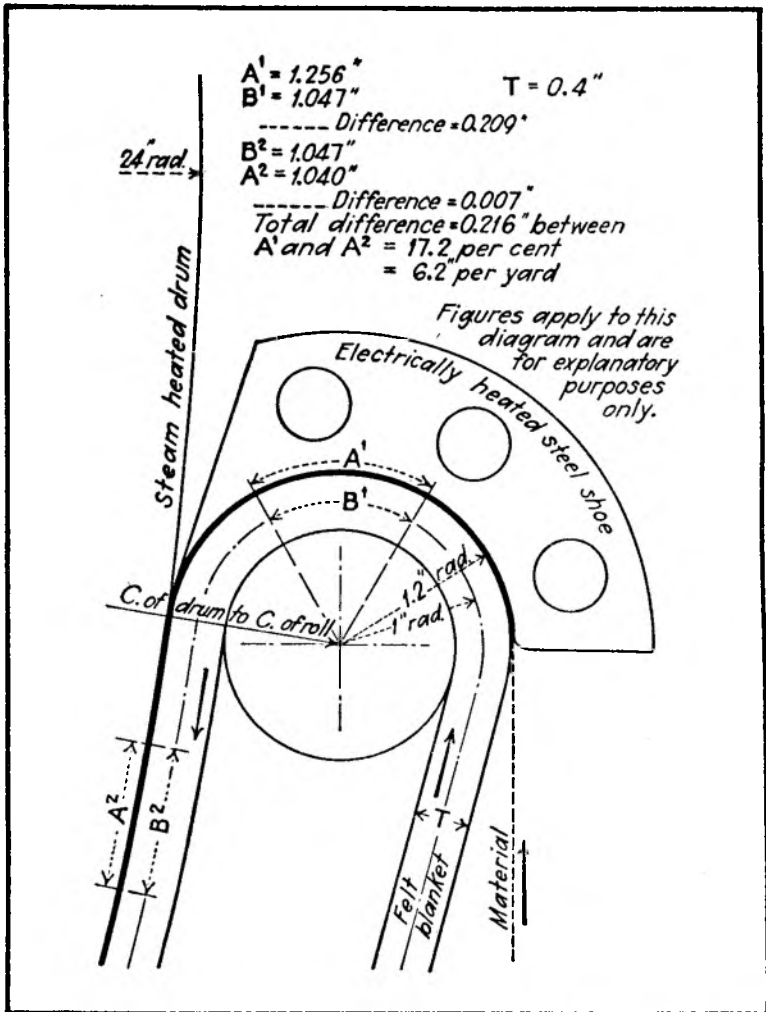 A¹ = 1.256"
B¹ = 1.047"
T = 0.4"
------ Difference = 0.209"
24" rad.
B² = 1.047"
A² = 1.040"
------ Difference = 0.007"
Total difference = 0.216" between
A¹ and A² = 17.2 per cent
= 6.2" per yard
Steam heated drum
Figures apply to this
diagram and are
for explanatory
purposes
only.
Electrically heated steel shoe
A¹
B¹
1.2" rad.
1" rad.
C. of drum to C. of roll
A²
B²
T
Felt
blanket
Material